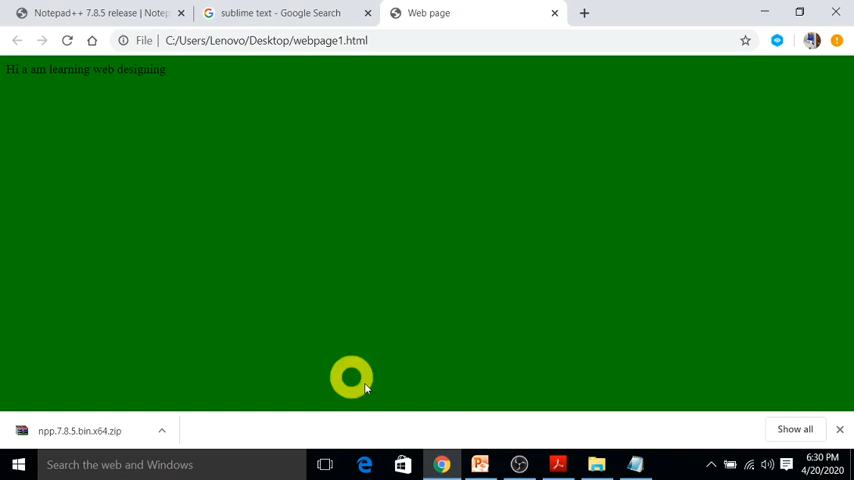 Notepad++ 7.8.5 release | Notep
sublime text - Google Search
Web page
File
C:/Users/Lenovo/Desktop/webpage1.html
Hi a am learning web designing
npp.7.8.5.bin.x64.zip
Show all
Search the web and Windows
6:30 PM
4/20/2020